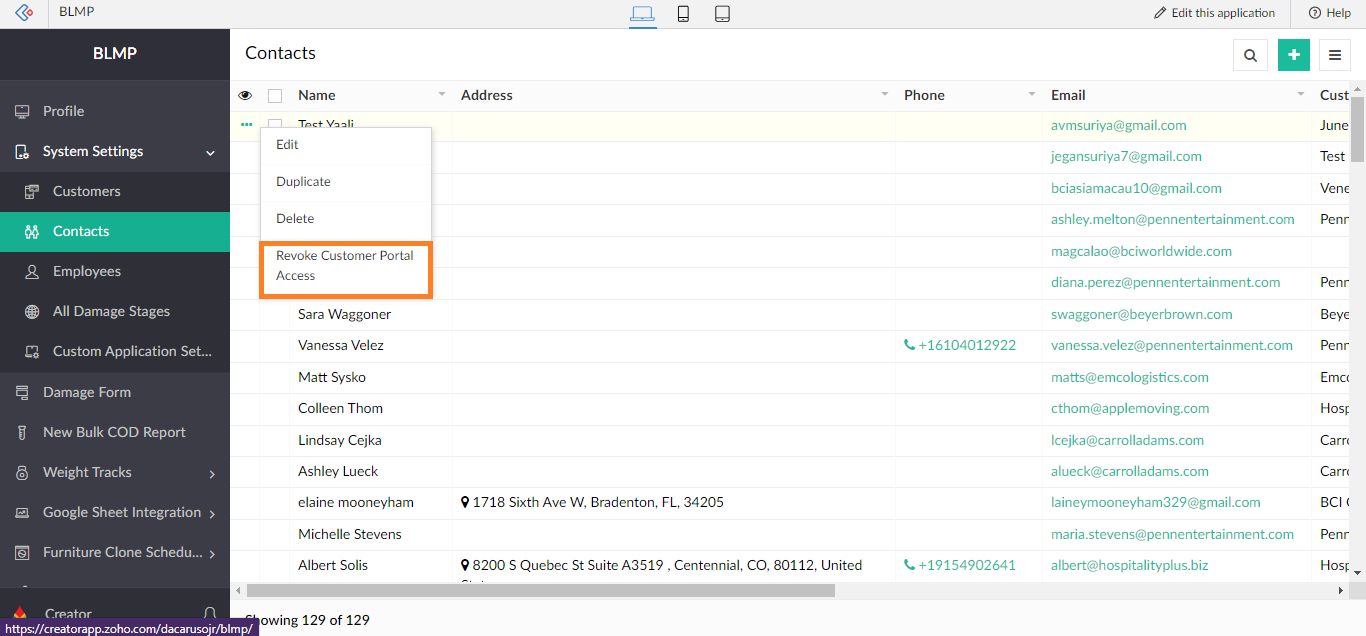 BLMP
Edit this application
Help
BLMP
Contacts
Profile
System Settings
Customers
Contacts
Employees
All Damage Stages
Custom Application Set...
Damage Form
New Bulk COD Report
Weight Tracks
Google Sheet Integration
Furniture Clone Schedu...
Creator
https://creatorapp.zoho.com/dacarusojr/blmp/
Name Address Phone Email Cust
Test Yaali avmsuriya@gmail.com June
Edit
Duplicate
Delete
Revoke Customer Portal
Access
jegansuriya7@gmail.com Test
bciasiamacau10@gmail.com Vene
ashley.melton@pennentertainment.com Penn
magcalao@bciworldwide.com
diana.perez@pennentertainment.com Penn
Sara Waggoner swaggoner@beyerbrown.com Beye
Vanessa Velez +16104012922 vanessa.velez@pennentertainment.com Penn
Matt Sysko matts@emcologistics.com Emco
Colleen Thom cthom@applemoving.com Hosp
Lindsay Cejka lcejka@carrolladams.com Carro
Ashley Lueck alueck@carrolladams.com Carro
elaine mooneyham 1718 Sixth Ave W, Bradenton, FL, 34205 laineymooneyham329@gmail.com BCI
Michelle Stevens maria.stevens@pennentertainment.com Penn
Albert Solis 8200 S Quebec St Suite A3519 , Centennial, CO, 80112, United +19154902641 albert@hospitalityplus.biz Hosp
Showing 129 of 129